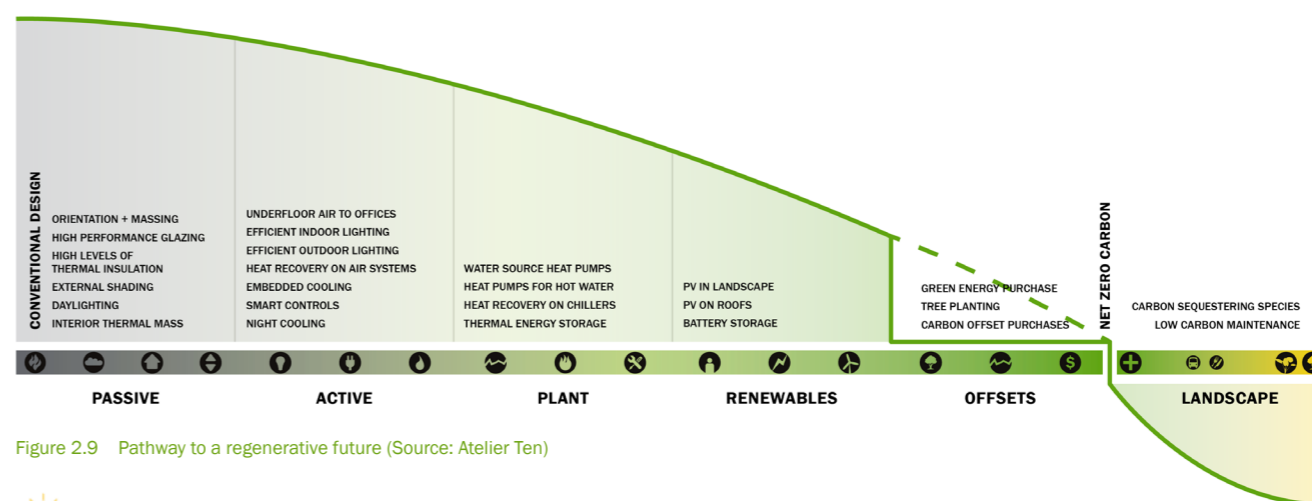 CONVENTIONAL DESIGN
ORIENTATION + MASSING
HIGH PERFORMANCE GLAZING
HIGH LEVELS OF
THERMAL INSULATION
EXTERNAL SHADING
DAYLIGHTING
INTERIOR THERMAL MASS
UNDERFLOOR AIR TO OFFICES
EFFICIENT INDOOR LIGHTING
EFFICIENT OUTDOOR LIGHTING
HEAT RECOVERY ON AIR SYSTEMS
EMBEDDED COOLING
SMART CONTROLS
NIGHT COOLING
WATER SOURCE HEAT PUMPS
HEAT PUMPS FOR HOT WATER
HEAT RECOVERY ON CHILLERS
THERMAL ENERGY STORAGE
PV IN LANDSCAPE
PV ON ROOFS
BATTERY STORAGE
GREEN ENERGY PURCHASE
TREE PLANTING
CARBON OFFSET PURCHASES
NET ZERO CARBON
CARBON SEQUESTERING SPECIES
LOW CARBON MAINTENANCE
$
PASSIVE
ACTIVE
PLANT
RENEWABLES
OFFSETS
LANDSCAPE
Figure 2.9 Pathway to a regenerative future (Source: Atelier Ten)